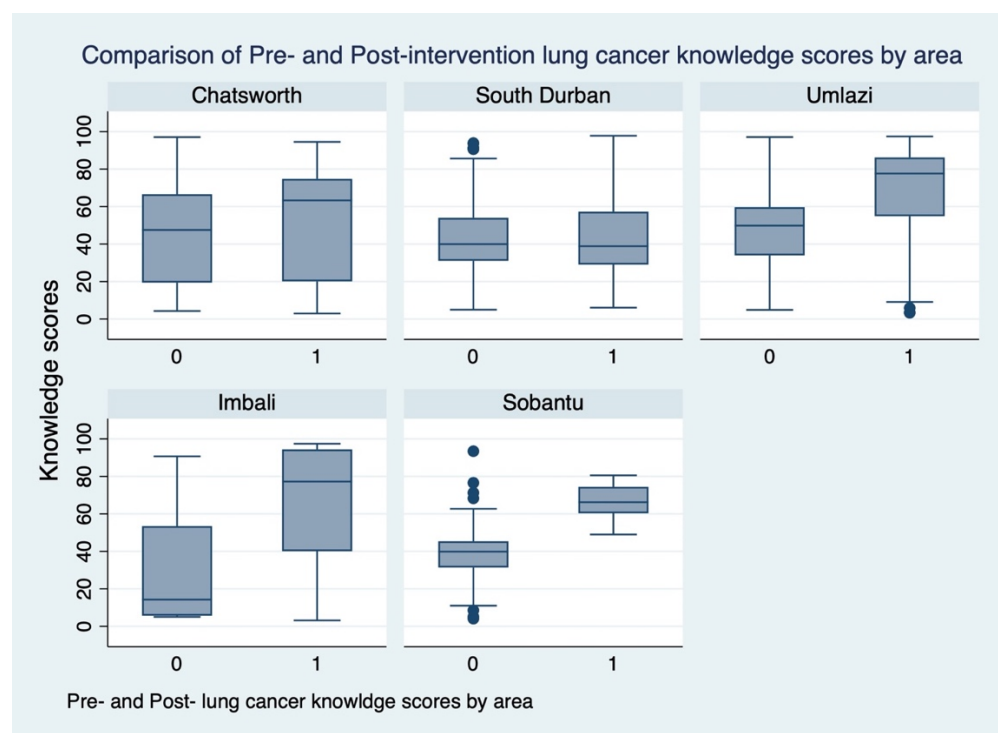 Comparison of Pre- and Post-intervention lung cancer knowledge scores by area
Chatsworth
South Durban
Umlazi
100
80
60
40
20
0
0 1
0 1
0 1
Knowledge scores
Imbali
Sobantu
100
80
60
40
20
0
0 1
0 1
Pre- and Post- lung cancer knowldge scores by area